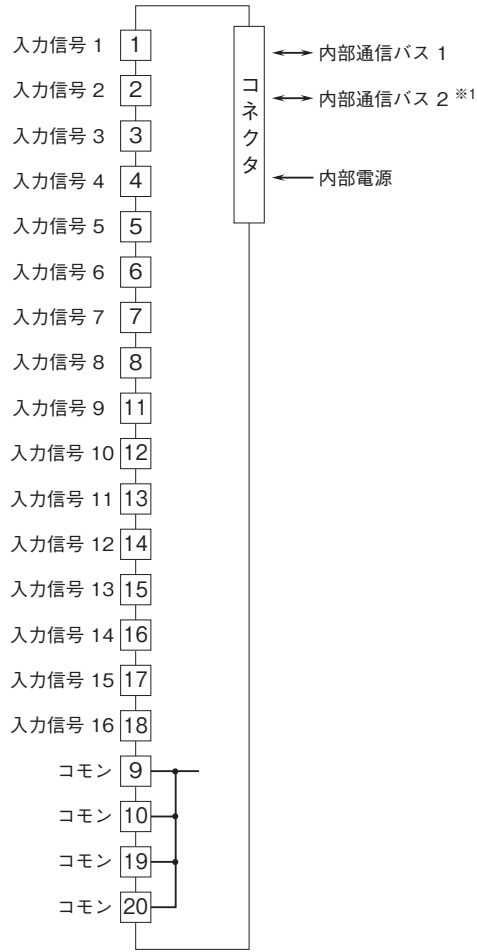 入力信号 1 1
入力信号 2 2
入力信号 3 3
入力信号 4 4
入力信号 5 5
入力信号 6 6
入力信号 7 7
入力信号 8 8
入力信号 9 11
入力信号 10 12
入力信号 11 13
入力信号 12 14
入力信号 13 15
入力信号 14 16
入力信号 15 17
入力信号 16 18
コモン 9
コモン 10
コモン 19
コモン 20
コネクタ
内部通信バス 1
内部通信バス 2 ※1
内部電源